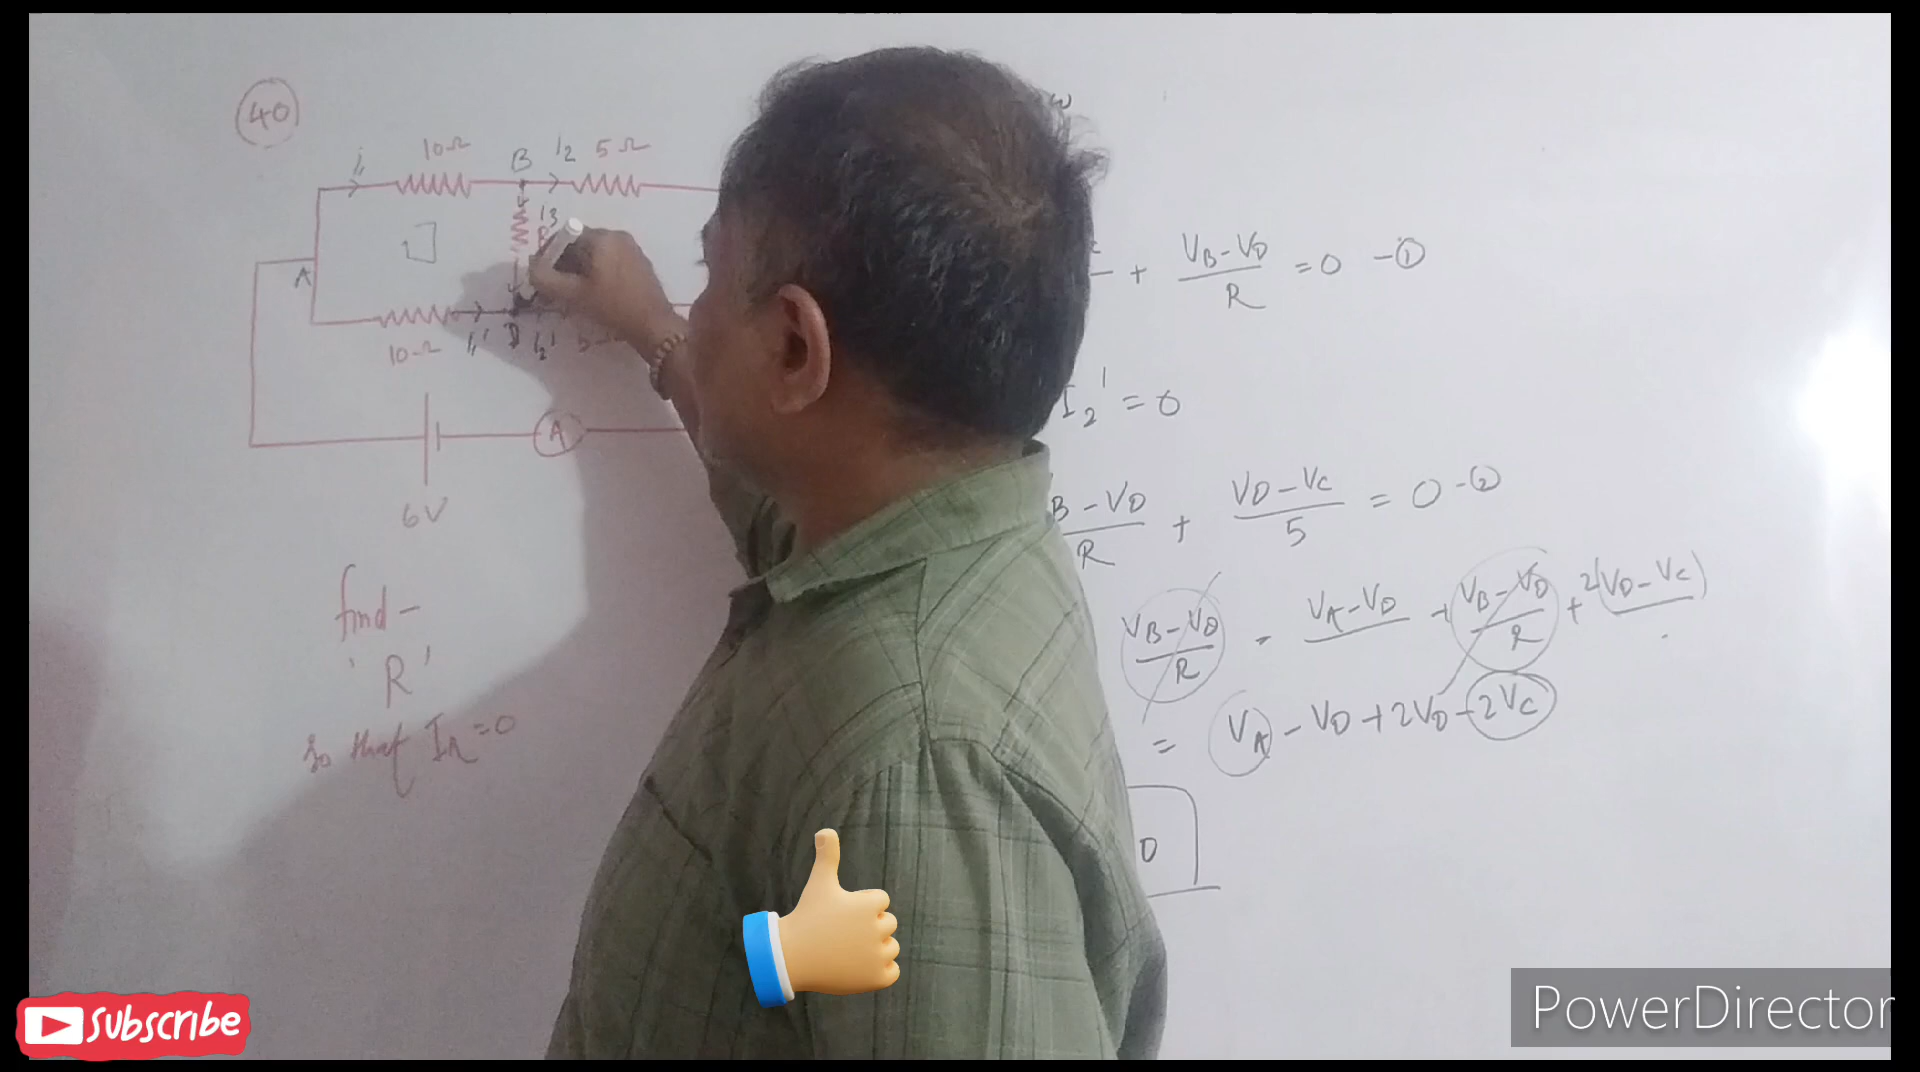 40
10Ω B I2 5Ω
i1
I3
R
A
10Ω I1' D I2' 5Ω
A
6V
find -
'R'
so that IR = 0
+ VB - VD / R = 0 - ①
I2' = 0
B - VD / R + VD - VC / 5 = 0 - ②
VB - VD / R = VA - VD + VB - VD / R + 2(VD - VC)
= VA - VD + 2VD - 2VC
D
Subscribe
PowerDirector